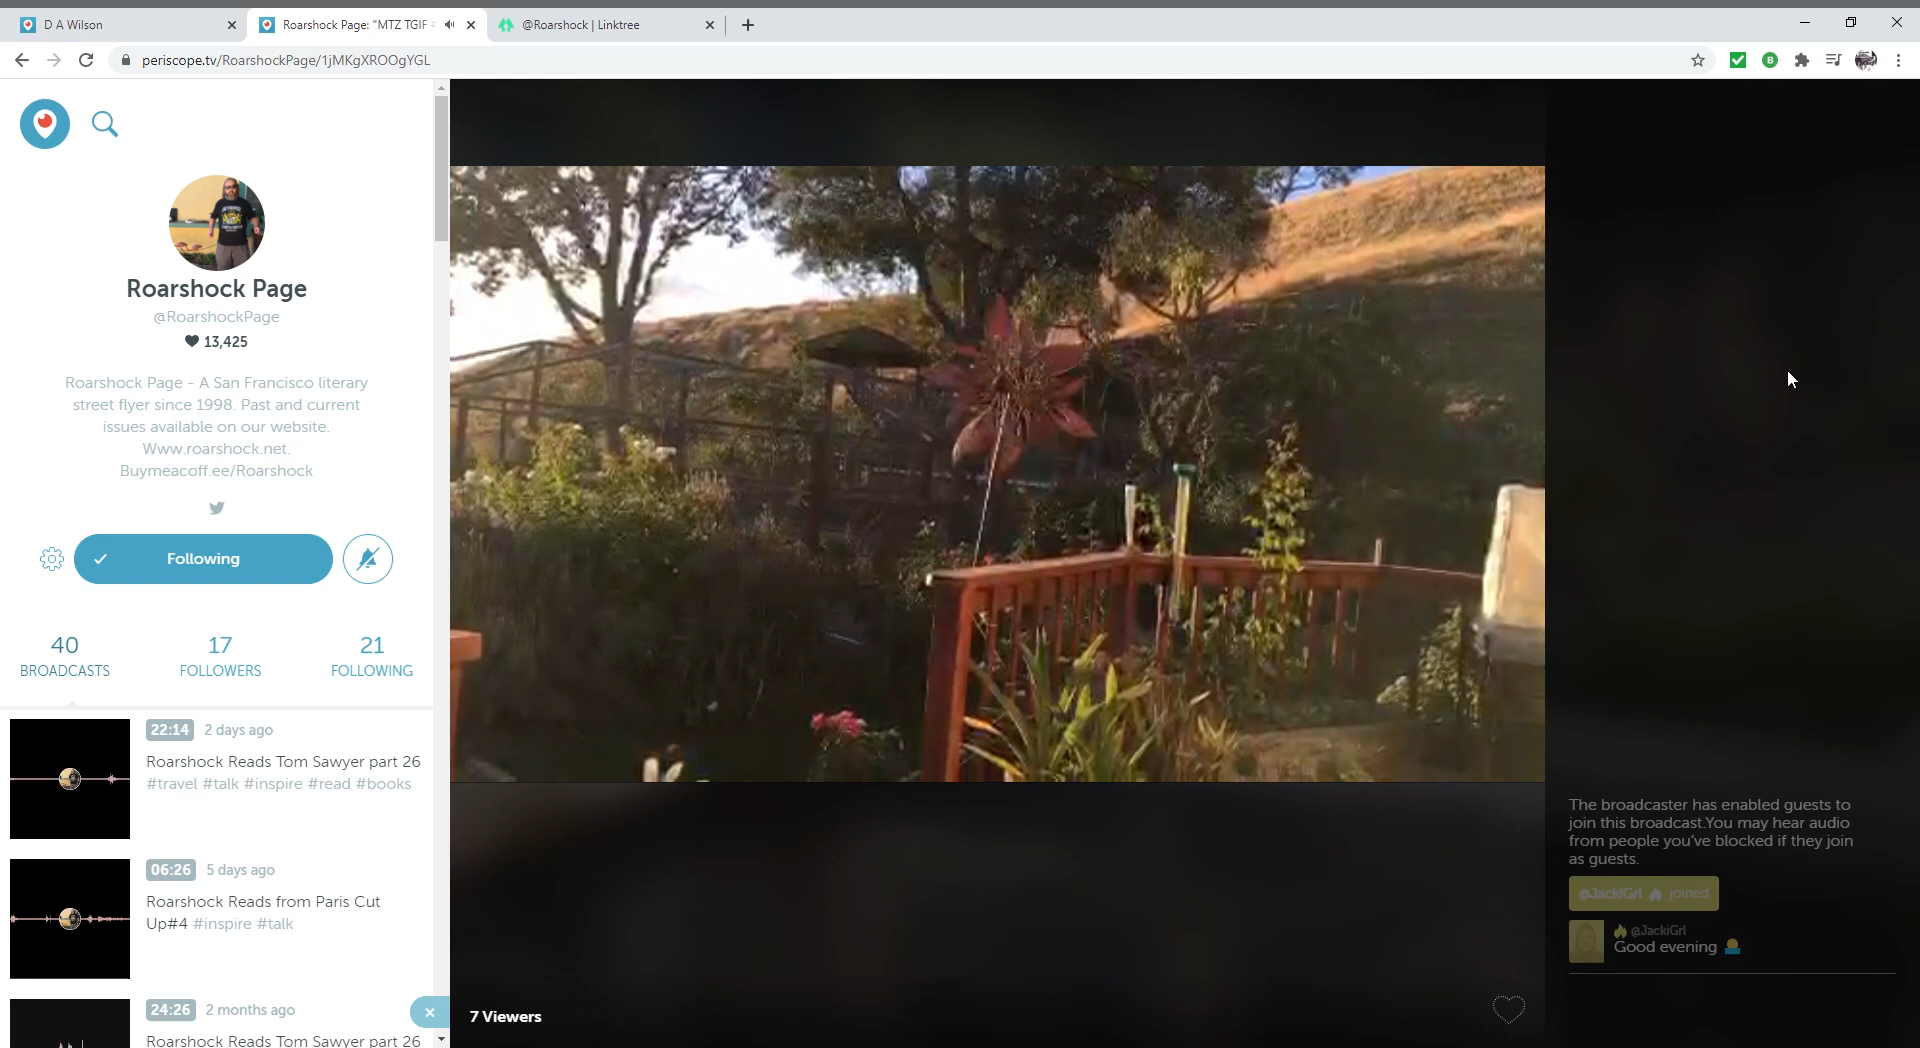 D A Wilson
Roarshock Page: "MTZ TGIF
@Roarshock | Linktree
periscope.tv/RoarshockPage/1jMKgXROOgYGL
B
Roarshock Page
@RoarshockPage
13,425
Roarshock Page - A San Francisco literary
street flyer since 1998. Past and current
issues available on our website.
Www.roarshock.net.
Buymeacoff.ee/Roarshock
Following
40
BROADCASTS
17
FOLLOWERS
21
FOLLOWING
22:14 2 days ago
Roarshock Reads Tom Sawyer part 26
#travel #talk #inspire #read #books
06:26 5 days ago
Roarshock Reads from Paris Cut
Up#4 #inspire #talk
24:26 2 months ago
Roarshock Reads Tom Sawyer part 26
7 Viewers
The broadcaster has enabled guests to
join this broadcast.You may hear audio
from people you've blocked if they join
as guests.
@JackiGrl joined
@JackiGrl
Good evening